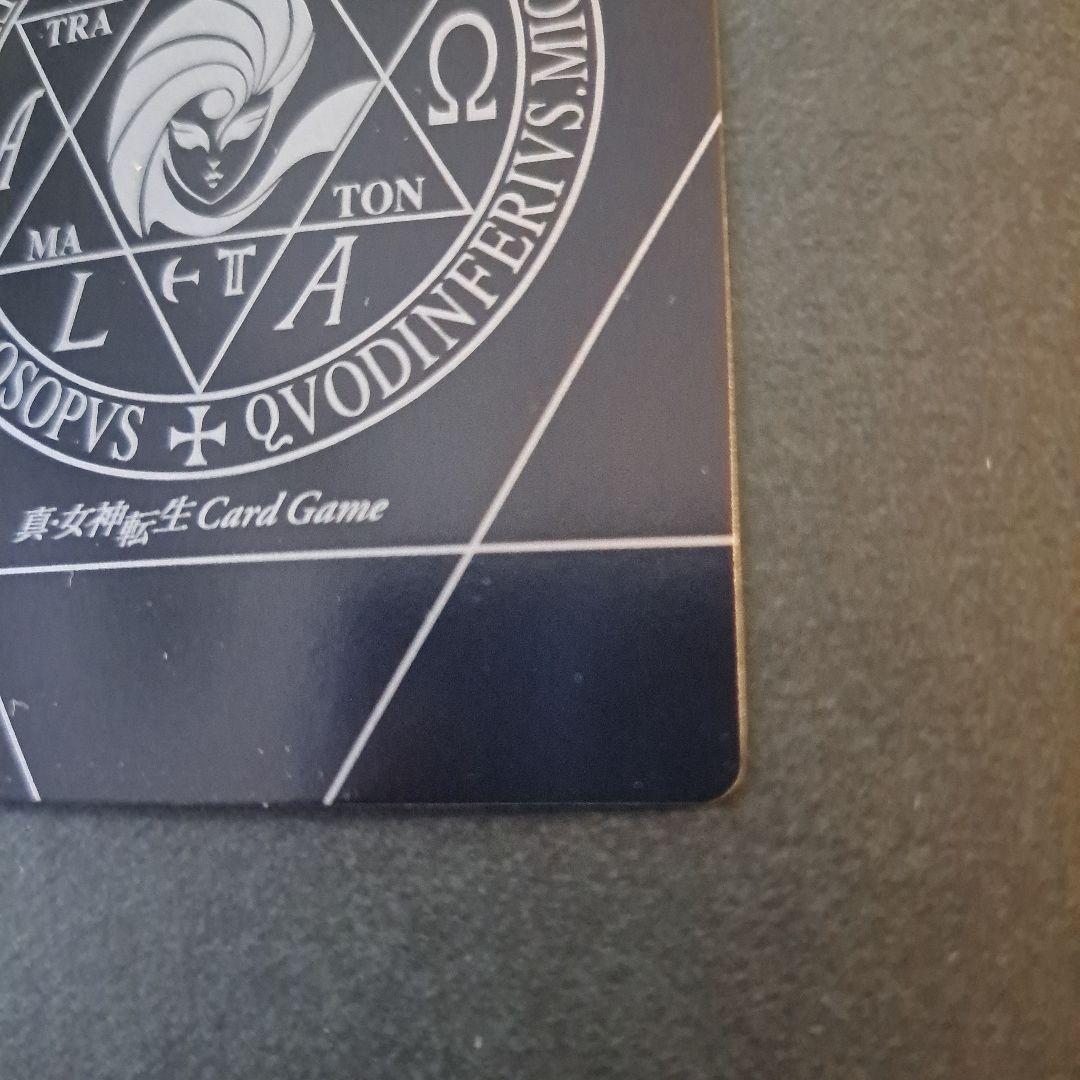 TRA
Ω
A
MA
TON
L
T
A
OSOPVS ✠ QVODINFERIVS.MIC
真・女神転生 Card Game